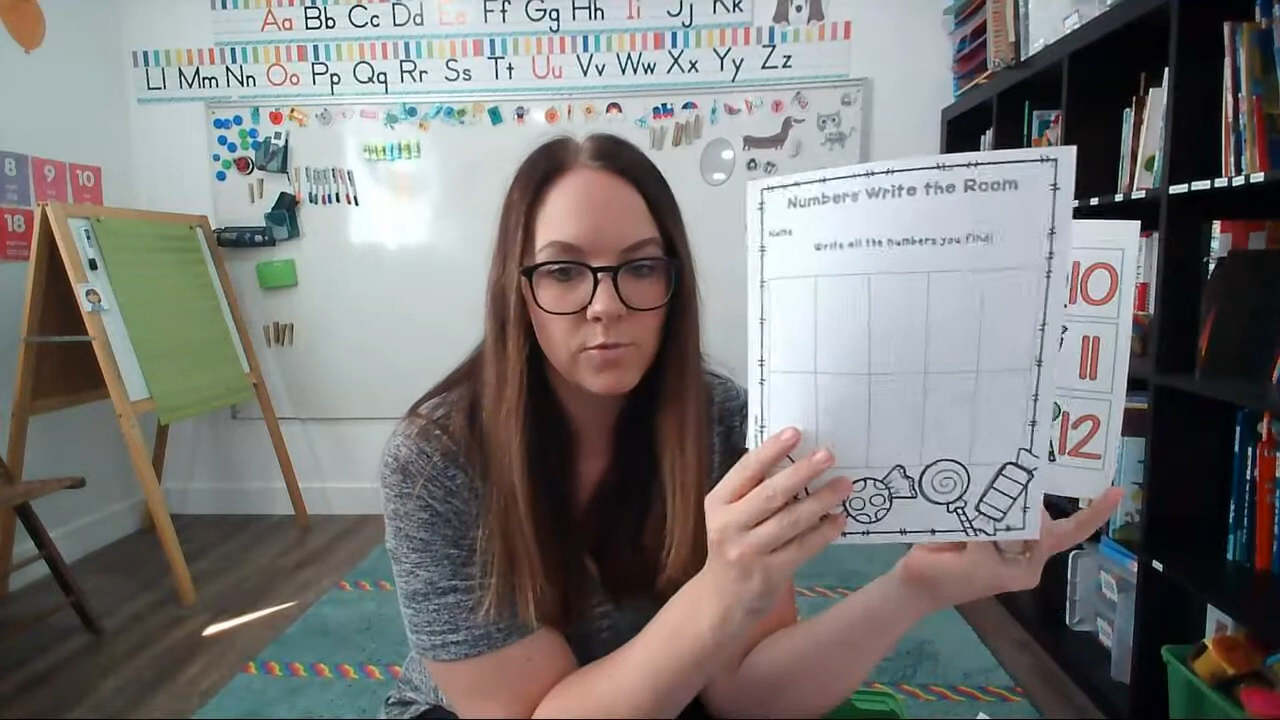 Aa Bb Cc Dd Ee Ff Gg Hh Ii Jj Kk
Ll Mm Nn Oo Pp Qq Rr Ss Tt Uu Vv Ww Xx Yy Zz
8 9 10
18
Numbers Write the Room
Name
Write all the numbers you find!
10
11
12